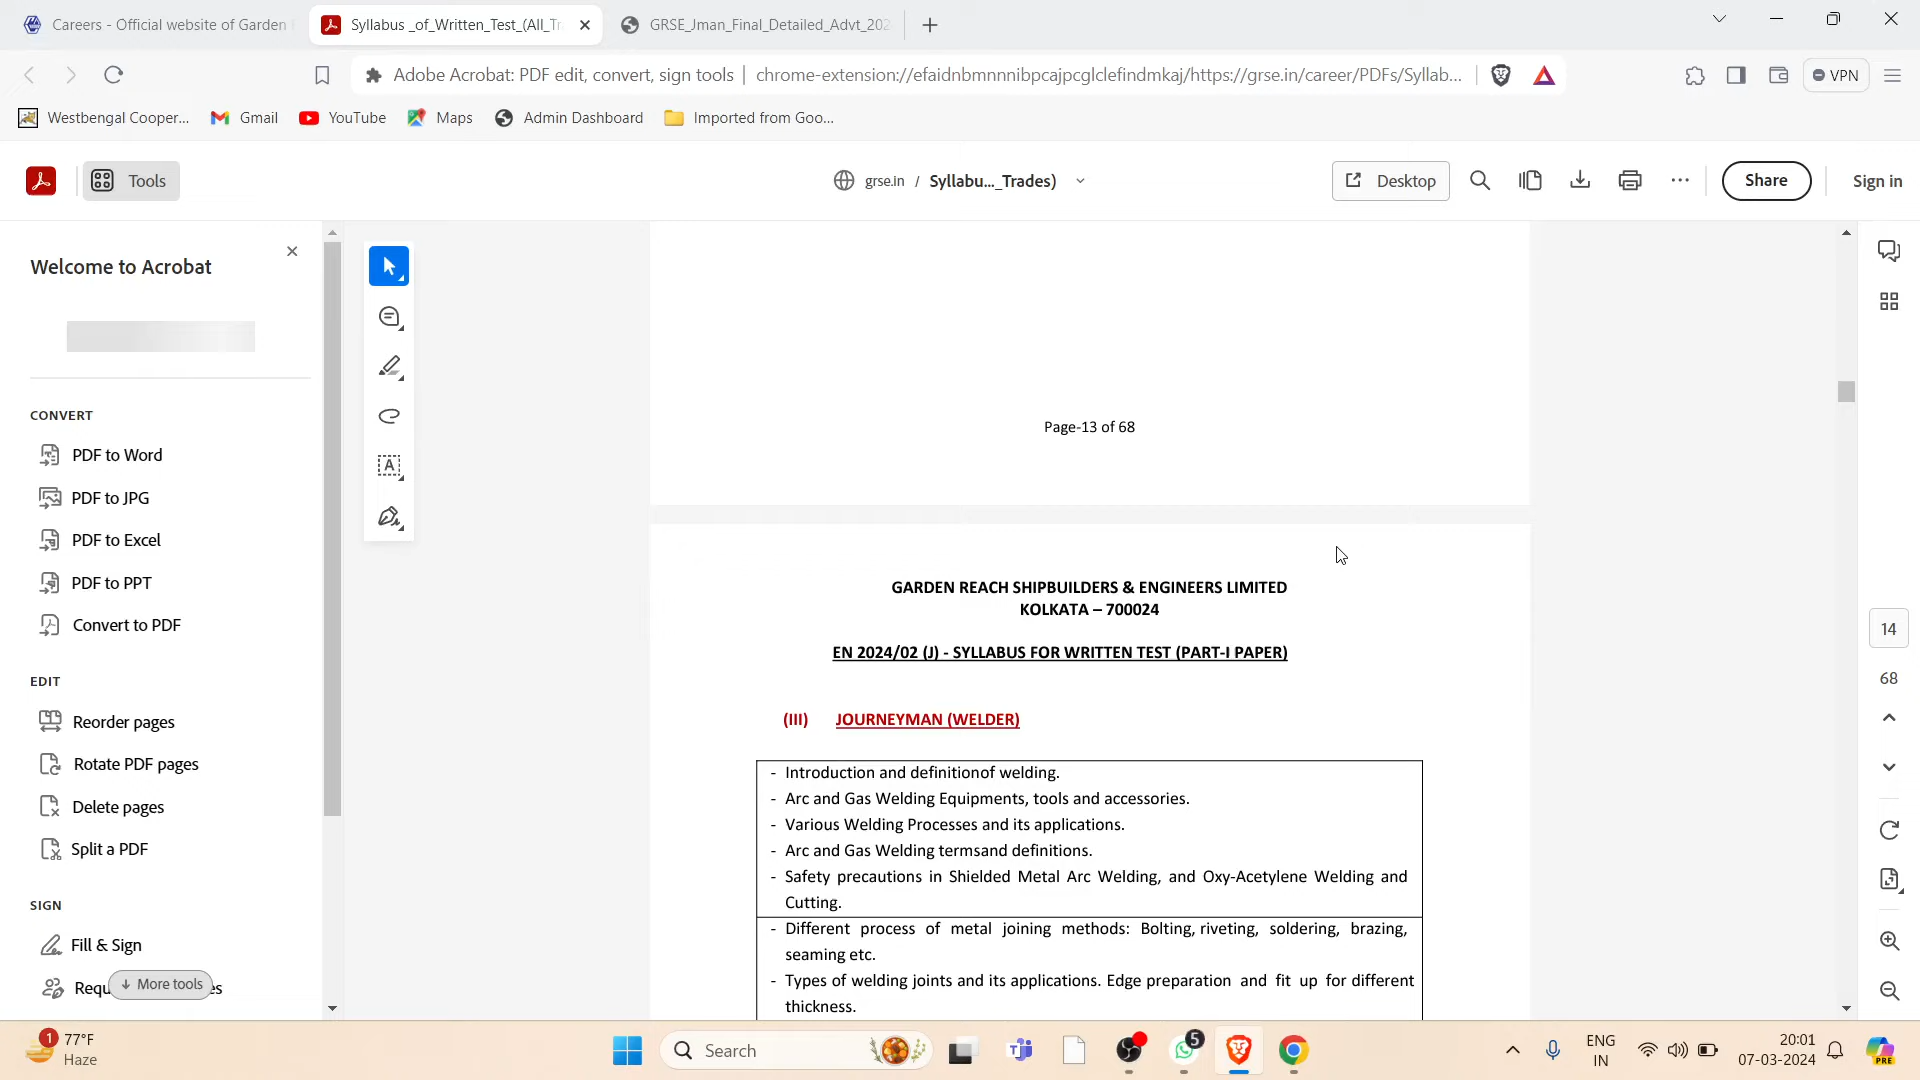 Careers - Official website of Garden
Syllabus _of_Written_Test_(All_Tr
GRSE_Jman_Final_Detailed_Advt_202
Adobe Acrobat: PDF edit, convert, sign tools
chrome-extension://efaidnbmnnnibpcajpcglclefindmkaj/https://grse.in/career/PDFs/Syllab...
VPN
Westbengal Cooper...
Gmail
YouTube
Maps
Admin Dashboard
Imported from Goo...
Tools
grse.in / Syllabu..._Trades)
Desktop
Share
Sign in
Welcome to Acrobat
CONVERT
PDF to Word
PDF to JPG
PDF to Excel
PDF to PPT
Convert to PDF
EDIT
Reorder pages
Rotate PDF pages
Delete pages
Split a PDF
SIGN
Fill & Sign
More tools
Page-13 of 68
GARDEN REACH SHIPBUILDERS & ENGINEERS LIMITED
KOLKATA – 700024
EN 2024/02 (J) - SYLLABUS FOR WRITTEN TEST (PART-I PAPER)
(III) JOURNEYMAN (WELDER)
- Introduction and definitionof welding.
- Arc and Gas Welding Equipments, tools and accessories.
- Various Welding Processes and its applications.
- Arc and Gas Welding termsand definitions.
- Safety precautions in Shielded Metal Arc Welding, and Oxy-Acetylene Welding and
Cutting.
- Different process of metal joining methods: Bolting, riveting, soldering, brazing,
seaming etc.
- Types of welding joints and its applications. Edge preparation and fit up for different
thickness.
14
68
1
77°F
Haze
Search
5
ENG
IN
20:01
07-03-2024
PRE